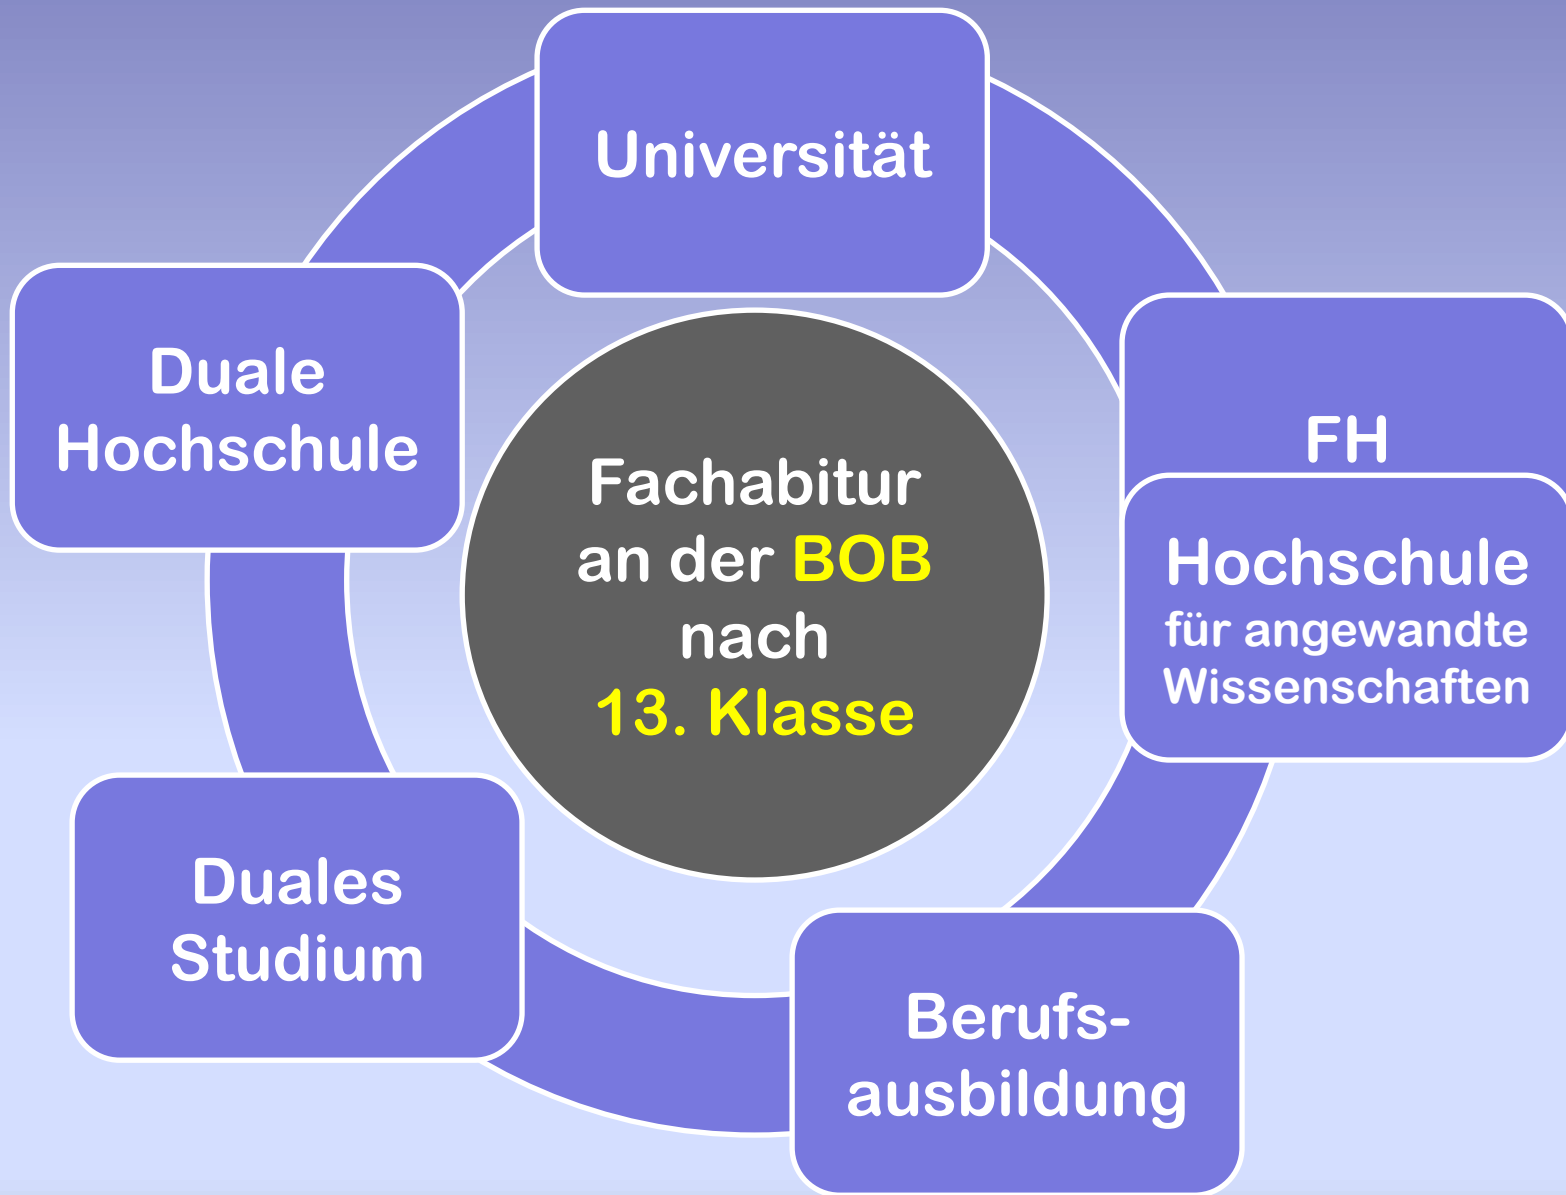 Universität
Duale
Hochschule
FH
Hochschule
für angewandte
Wissenschaften
Fachabitur
an der BOB
nach
13. Klasse
Duales
Studium
Berufs-
ausbildung